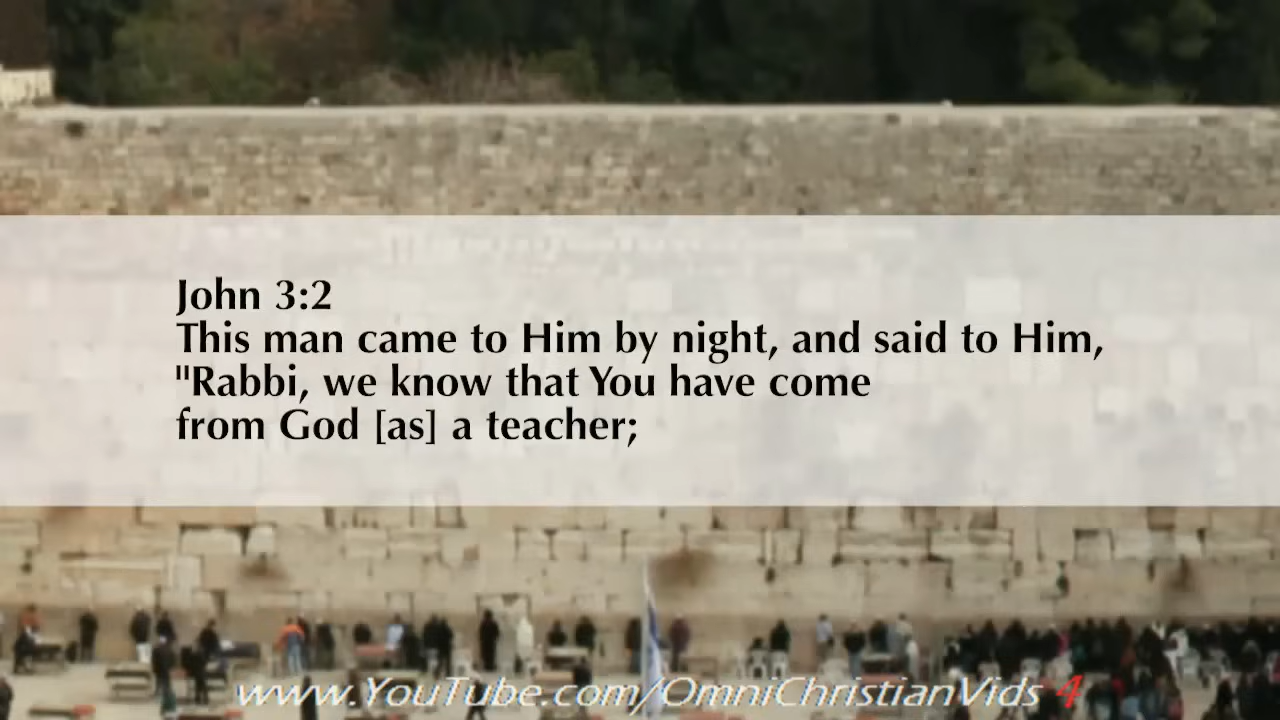 John 3:2
This man came to Him by night, and said to Him,
"Rabbi, we know that You have come
from God [as] a teacher;
www.YouTube.com/OmniChristianVids 4